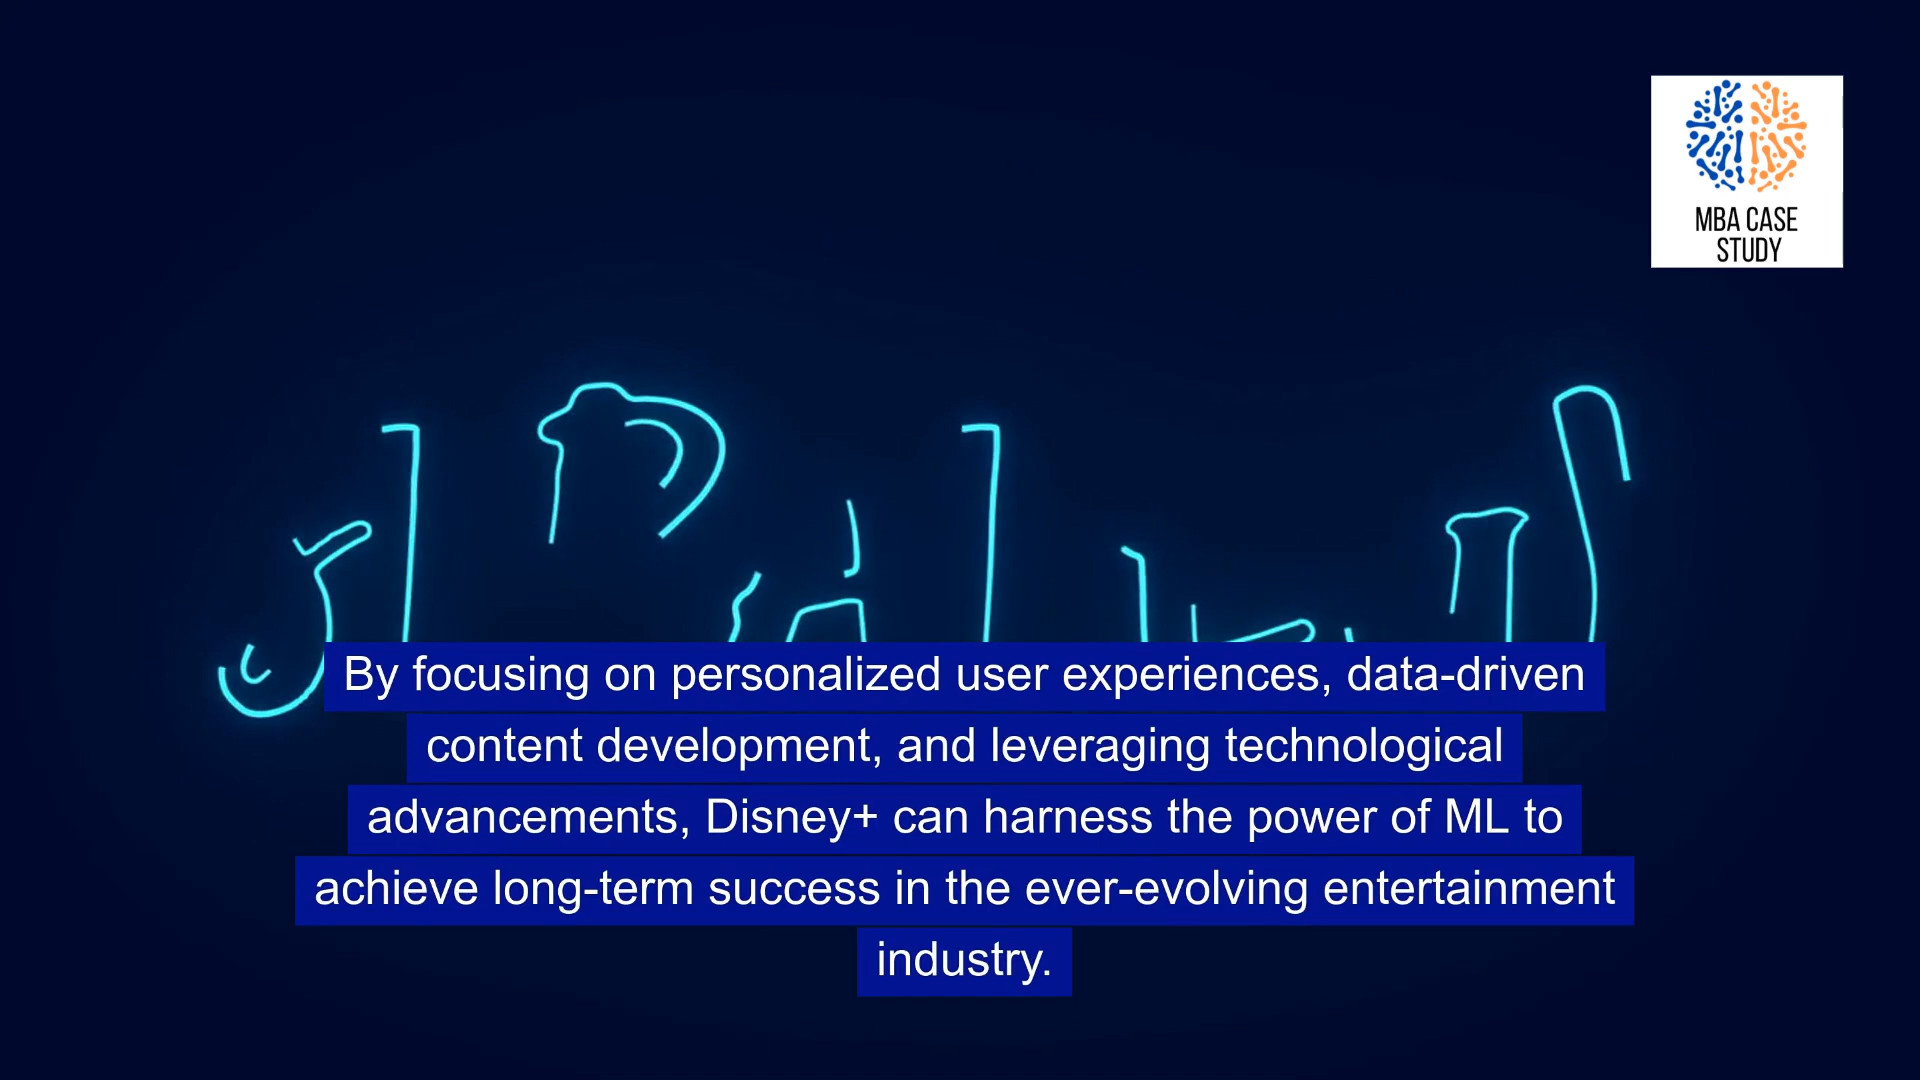 MBA CASE
STUDY
By focusing on personalized user experiences, data-driven
content development, and leveraging technological
advancements, Disney+ can harness the power of ML to
achieve long-term success in the ever-evolving entertainment
industry.